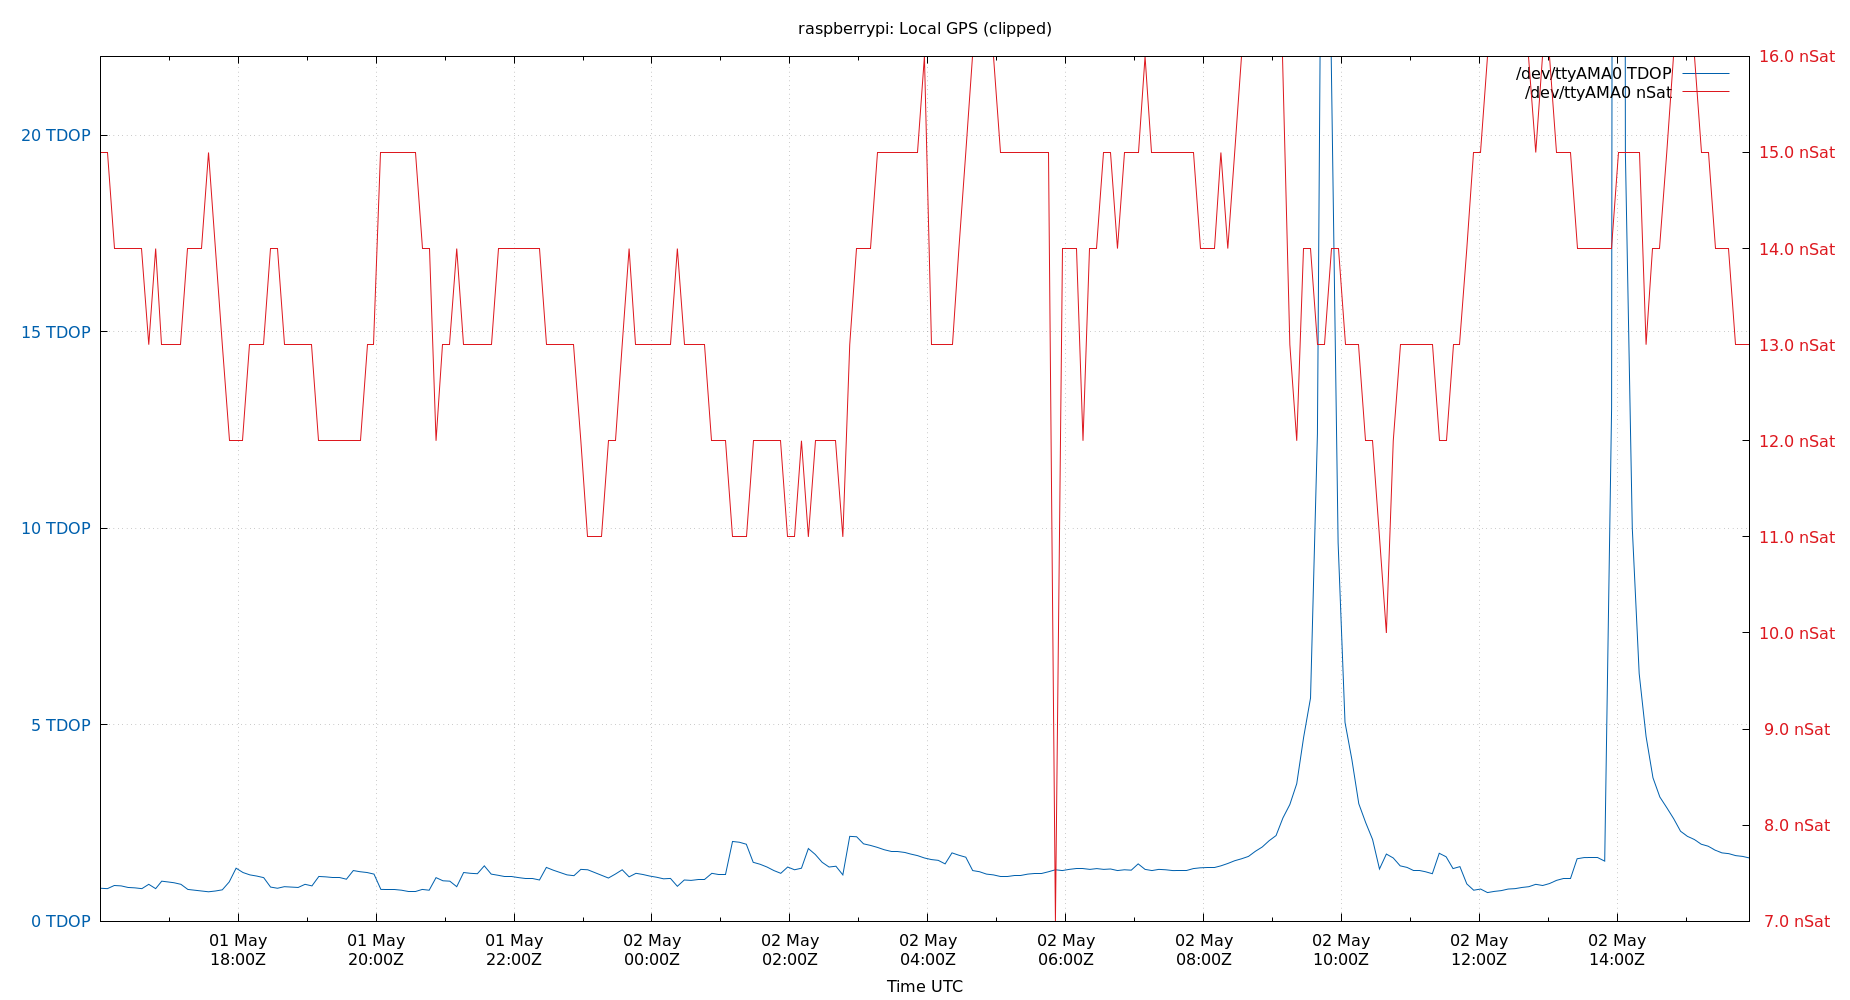 raspberrypi: Local GPS (clipped)
16.0 nSat
/dev/ttyAMA0 TDOP
/dev/ttyAMA0 nSat
20 TDOP
15.0 nSat
14.0 nSat
15 TDOP
13.0 nSat
12.0 nSat
10 TDOP
11.0 nSat
10.0 nSat
5 TDOP
9.0 nSat
8.0 nSat
0 TDOP
7.0 nSat
01 May 01 May 01 May 02 May 02 May 02 May 02 May 02 May 02 May 02 May 02 May
18:00Z 20:00Z 22:00Z 00:00Z 02:00Z 04:00Z 06:00Z 08:00Z 10:00Z 12:00Z 14:00Z
Time UTC